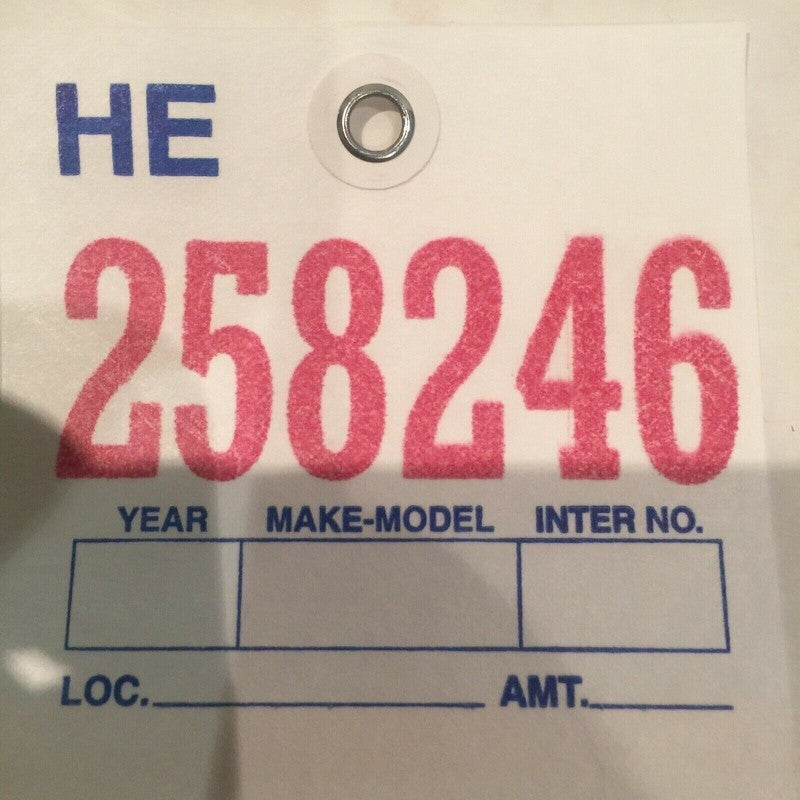 HE
258246
YEAR MAKE-MODEL INTER NO.
LOC. AMT.